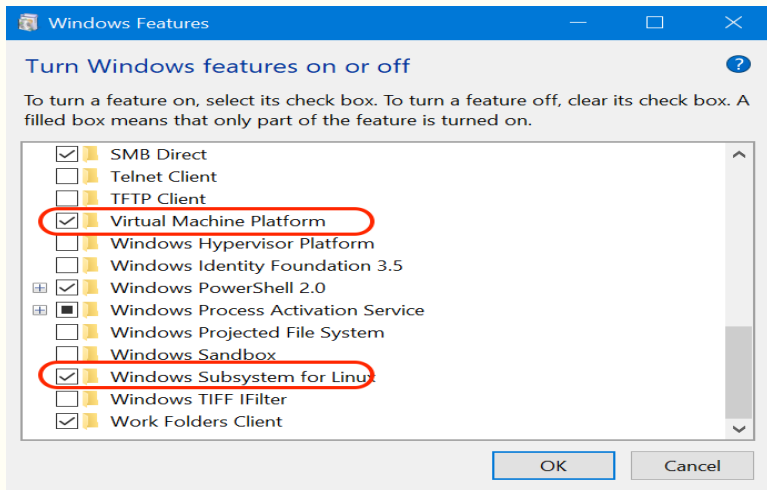 Windows Features
Turn Windows features on or off
?
To turn a feature on, select its check box. To turn a feature off, clear its check box. A
filled box means that only part of the feature is turned on.
SMB Direct
Telnet Client
TFTP Client
Virtual Machine Platform
Windows Hypervisor Platform
Windows Identity Foundation 3.5
Windows PowerShell 2.0
Windows Process Activation Service
Windows Projected File System
Windows Sandbox
Windows Subsystem for Linux
Windows TIFF IFilter
Work Folders Client
OK
Cancel